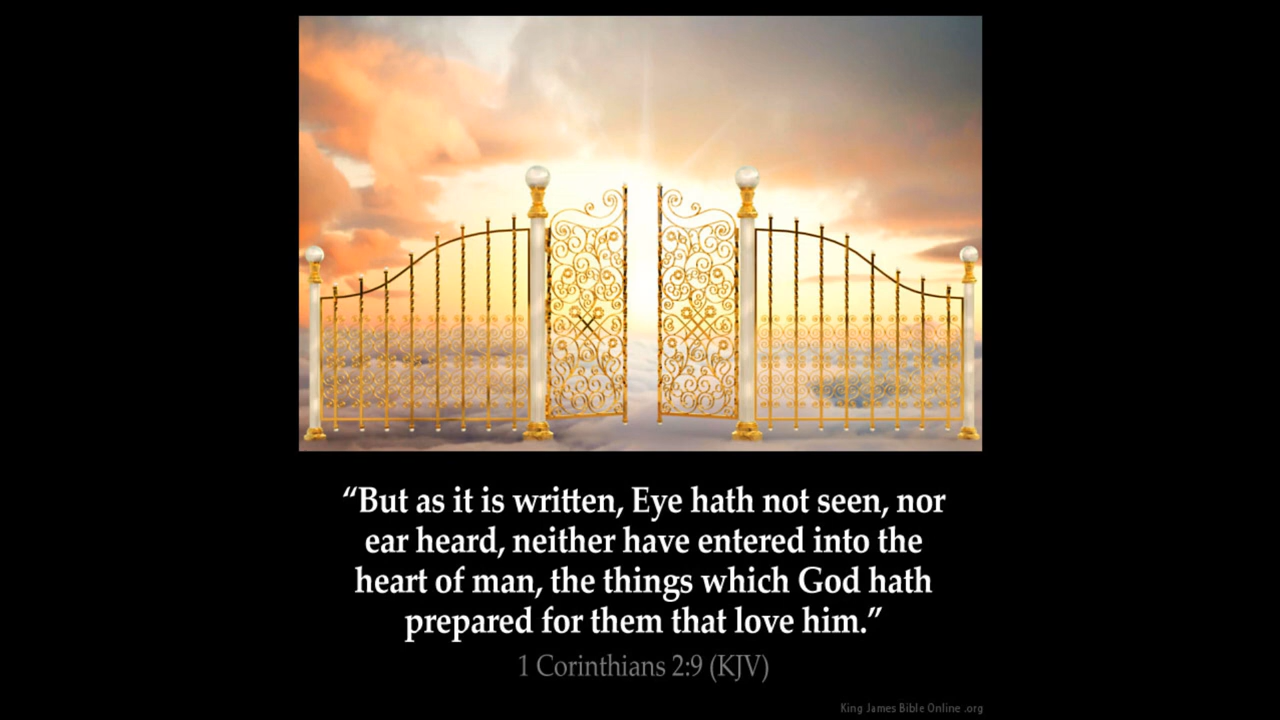 “But as it is written, Eye hath not seen, nor
ear heard, neither have entered into the
heart of man, the things which God hath
prepared for them that love him.”
1 Corinthians 2:9 (KJV)
King James Bible Online .org